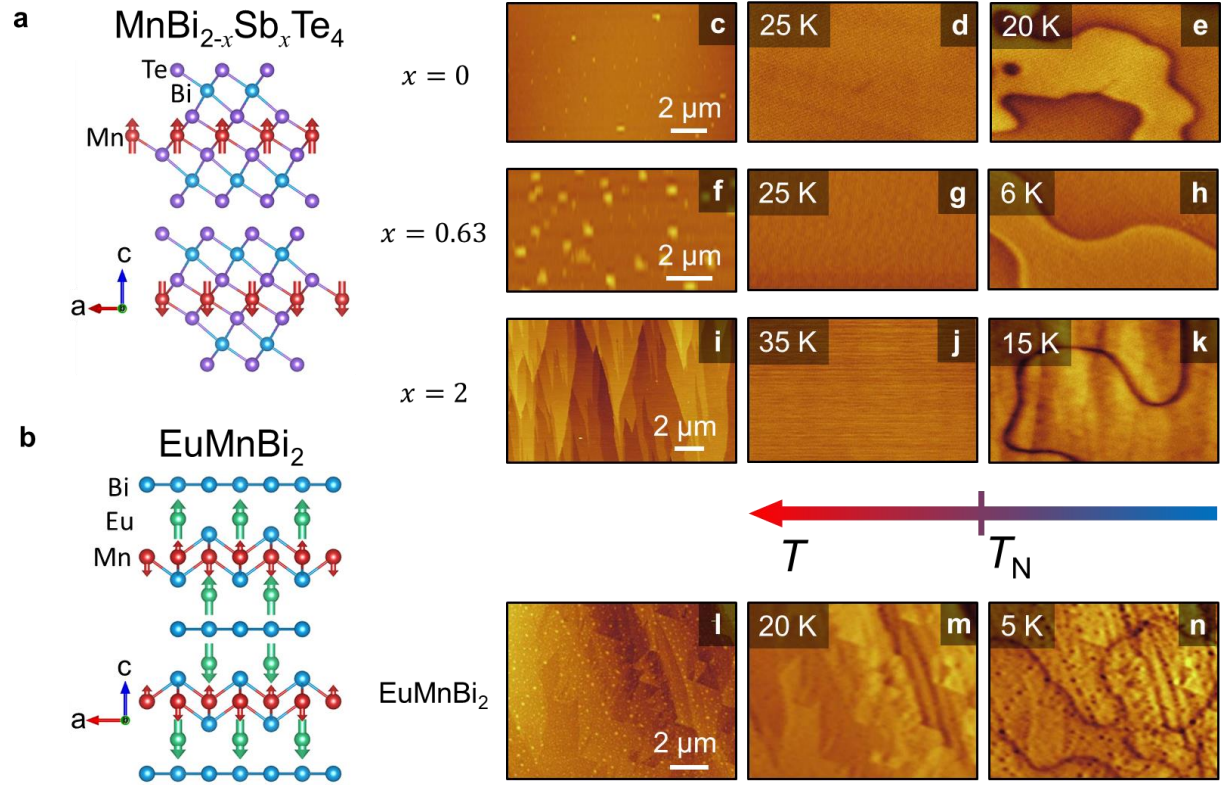 a
MnBi₂₋ₓSbₓTe₄
Te
Bi
Mn
c
a
b
EuMnBi₂
Bi
Eu
Mn
c
a
x = 0
c
2 μm
25 K
d
20 K
e
x = 0.63
f
2 μm
25 K
g
6 K
h
x = 2
i
2 μm
35 K
j
15 K
k
T
T_N
EuMnBi₂
l
2 μm
20 K
m
5 K
n